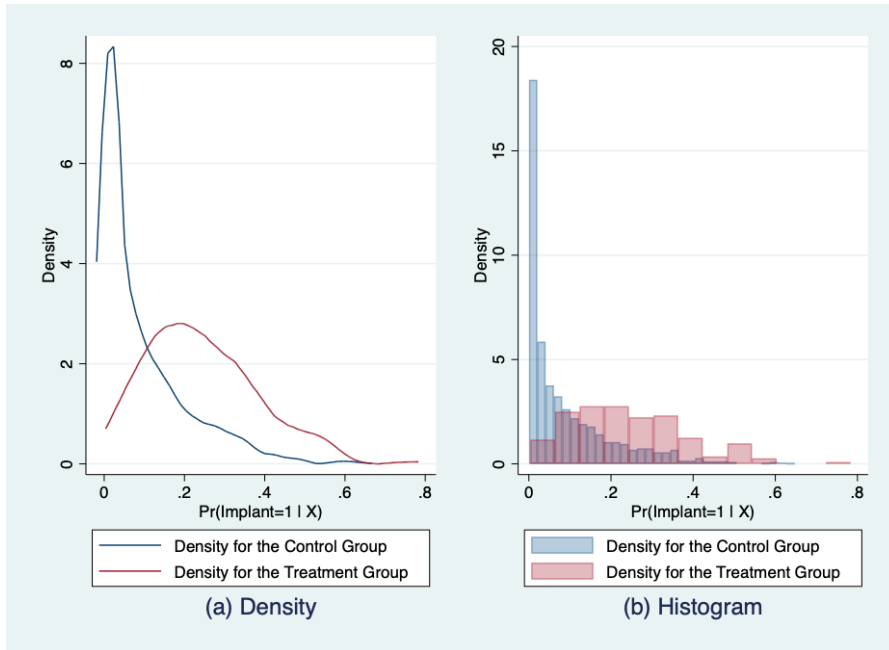 Density
8
6
4
2
0
0 .2 .4 .6 .8
Pr(Implant=1 | X)
Density for the Control Group
Density for the Treatment Group
(a) Density
Density
20
15
10
5
0
0 .2 .4 .6 .8
Pr(Implant=1 | X)
Density for the Control Group
Density for the Treatment Group
(b) Histogram